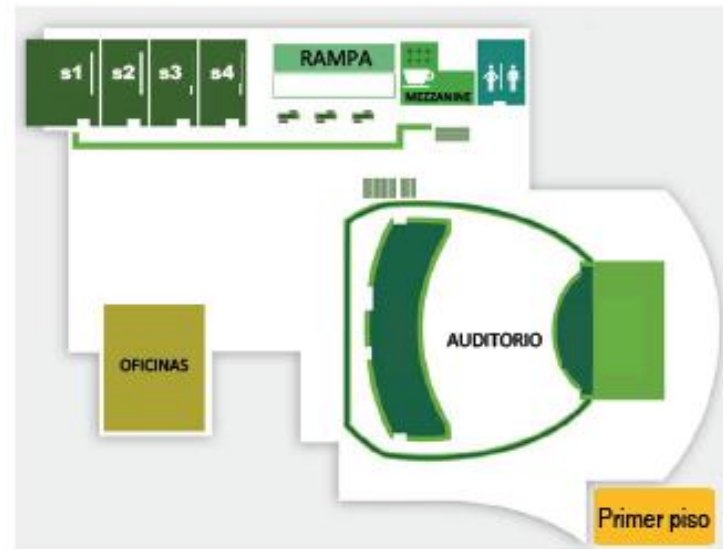 s1
s2
s3
s4
RAMPA
MEZZANINE
AUDITORIO
OFICINAS
Primer piso